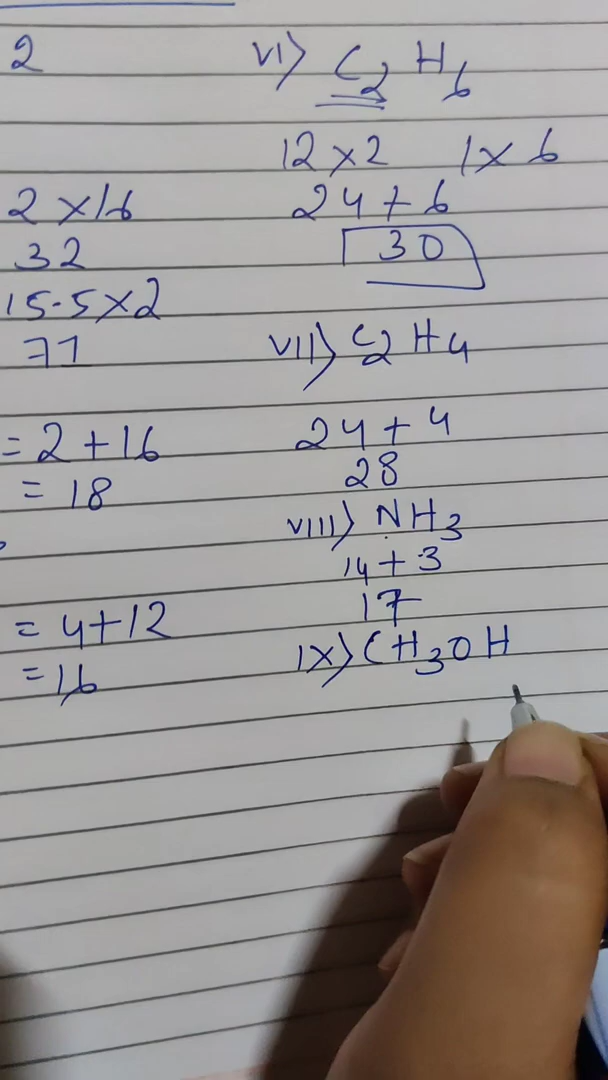 2
2 × 16
32
15.5 × 2
71
= 2 + 16
= 18
= 4 + 12
= 16
VI) C2H6
12 × 2 1 × 6
24 + 6
30
VII) C2H4
24 + 4
28
VIII) NH3
14 + 3
17
IX) CH3OH